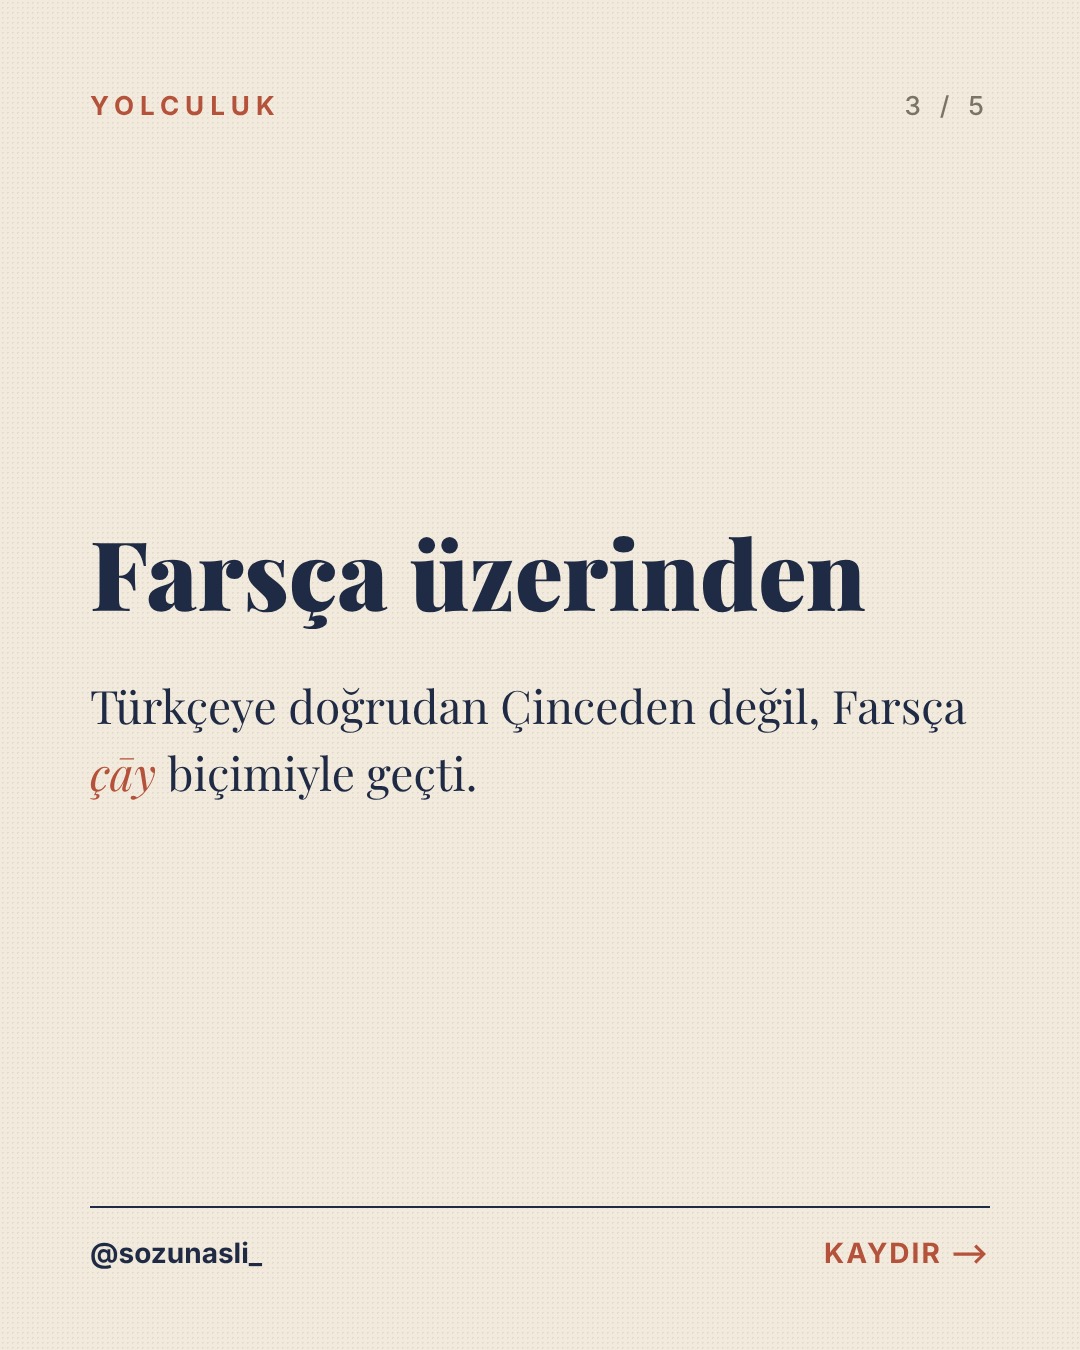 YOLCULUK
3 / 5
Farsça üzerinden
Türkçeye doğrudan Çinceden değil, Farsça
çāy biçimiyle geçti.
@sozunasli_
KAYDIR →